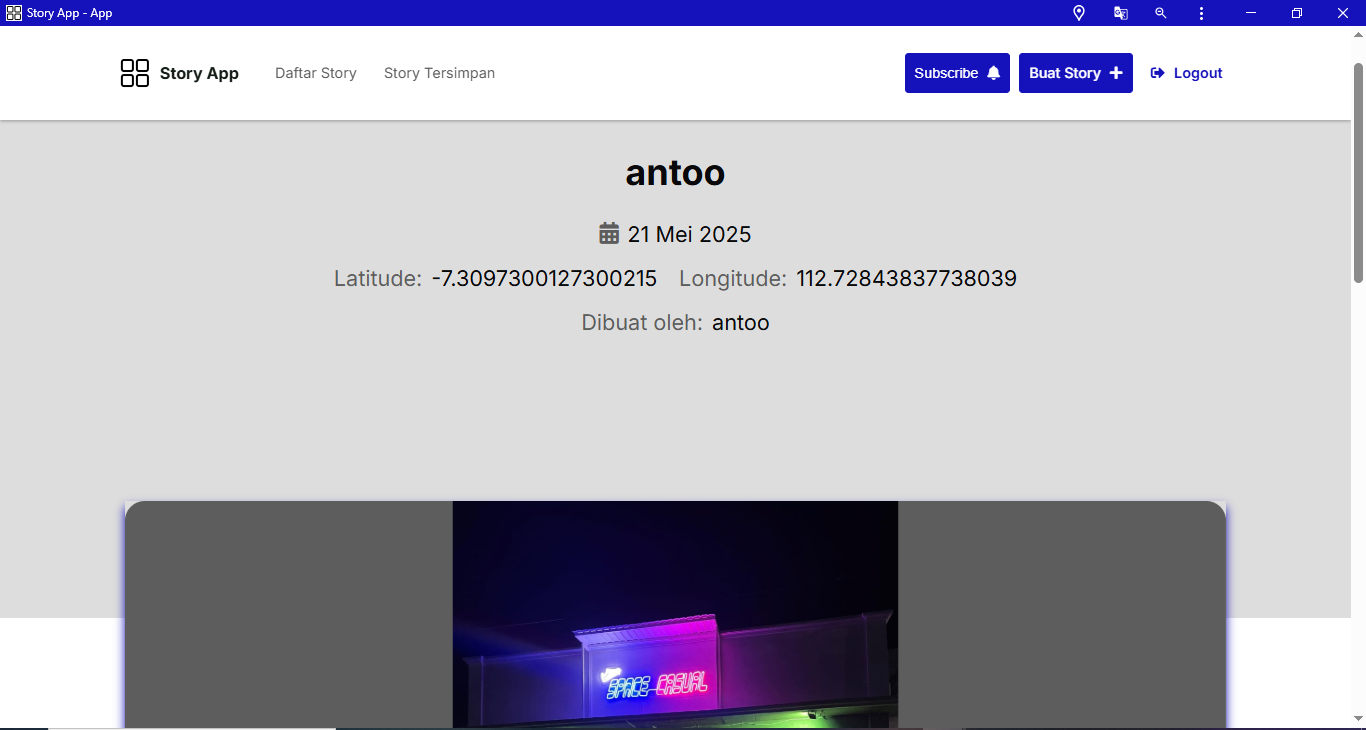 Story App - App
Story App Daftar Story Story Tersimpan Subscribe Buat Story Logout
antoo
21 Mei 2025
Latitude: -7.3097300127300215 Longitude: 112.72843837738039
Dibuat oleh: antoo
SPACE CASUAL